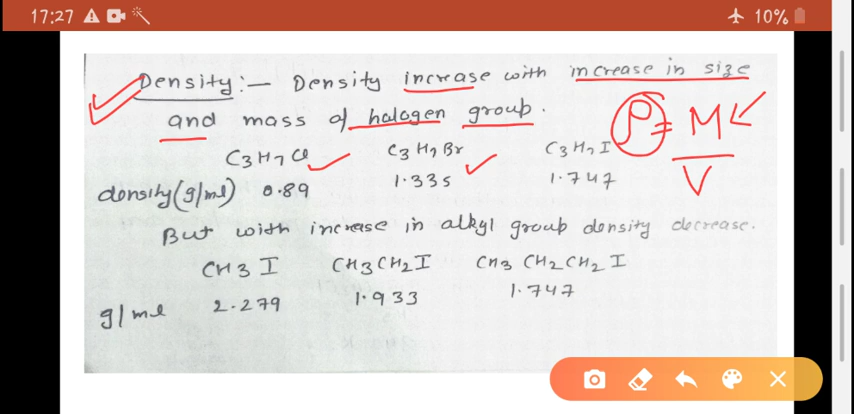 17:27 10%
Density:- Density increase with increase in size
and mass of halogen group.
ρ = M / V
C3H7Cl C3H7Br C3H7I
density(g/ml) 0.89 1.335 1.747
But with increase in alkyl group density decrease.
CH3I CH3CH2I CH3CH2CH2I
g/ml 2.279 1.933 1.747